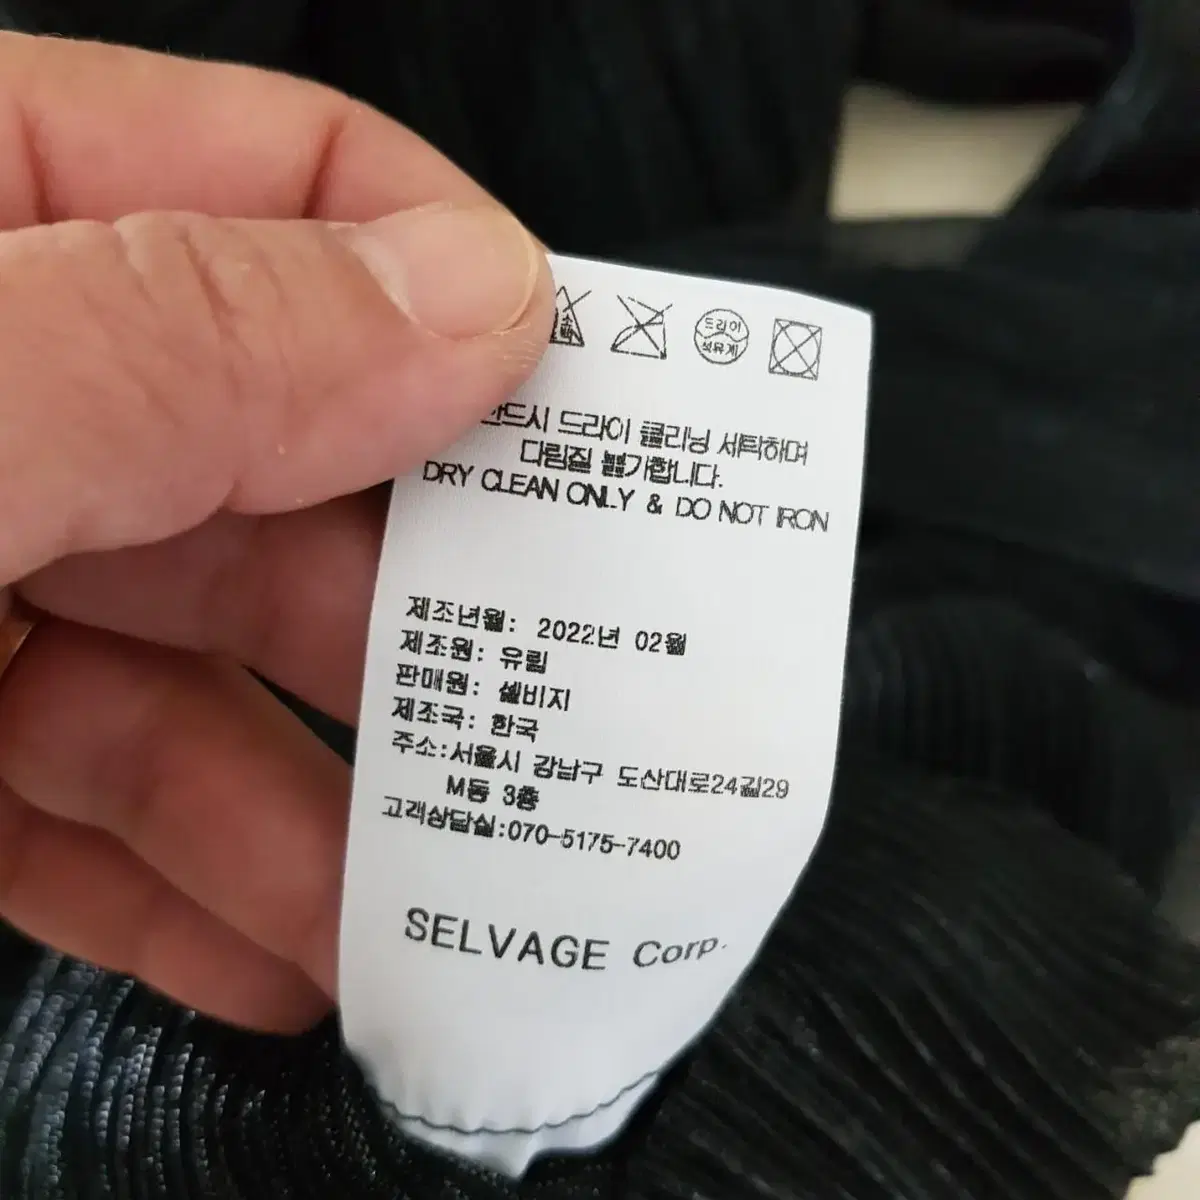 드라이
석유계
반드시 드라이 클리닝 세탁하며
다림질 불가합니다.
DRY CLEAN ONLY & DO NOT IRON
제조년월: 2022년 02월
제조원: 유림
판매원: 셀비지
제조국: 한국
주소:서울시 강남구 도산대로24길29
M동 3층
고객상담실:070-5175-7400
SELVAGE Corp.